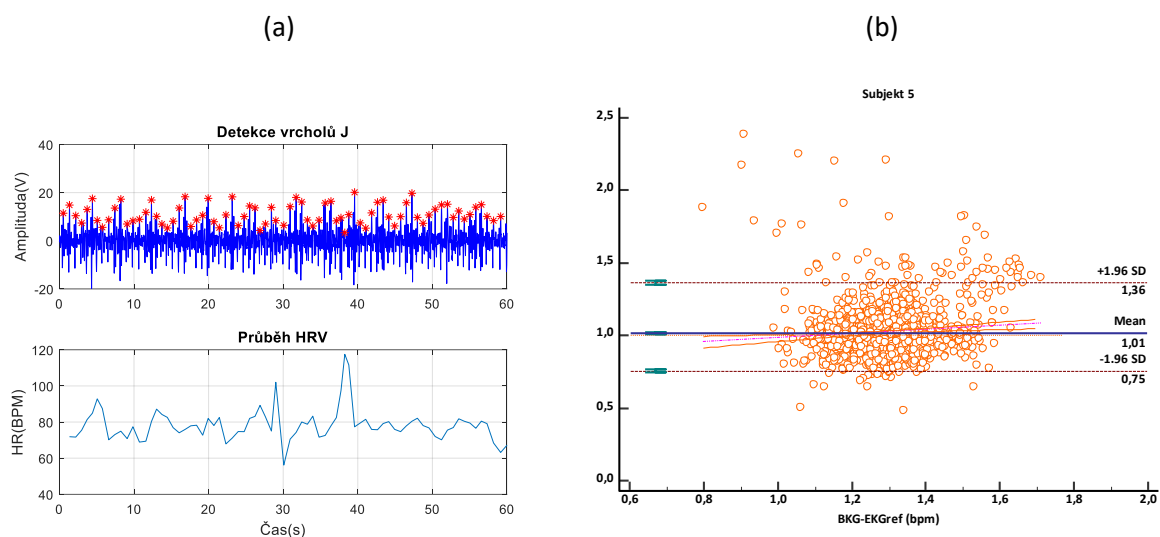 (a)
(b)
Detekce vrcholů J
Amplituda(V)
40
20
0
-20
0 10 20 30 40 50 60
Průběh HRV
HR(BPM)
120
100
80
60
40
0 10 20 30 40 50 60
Čas(s)
Subjekt 5
2,5
2,0
1,5
1,0
0,5
0,0
+1.96 SD
1,36
Mean
1,01
-1.96 SD
0,75
0,6 0,8 1,0 1,2 1,4 1,6 1,8 2,0
BKG-EKGref (bpm)